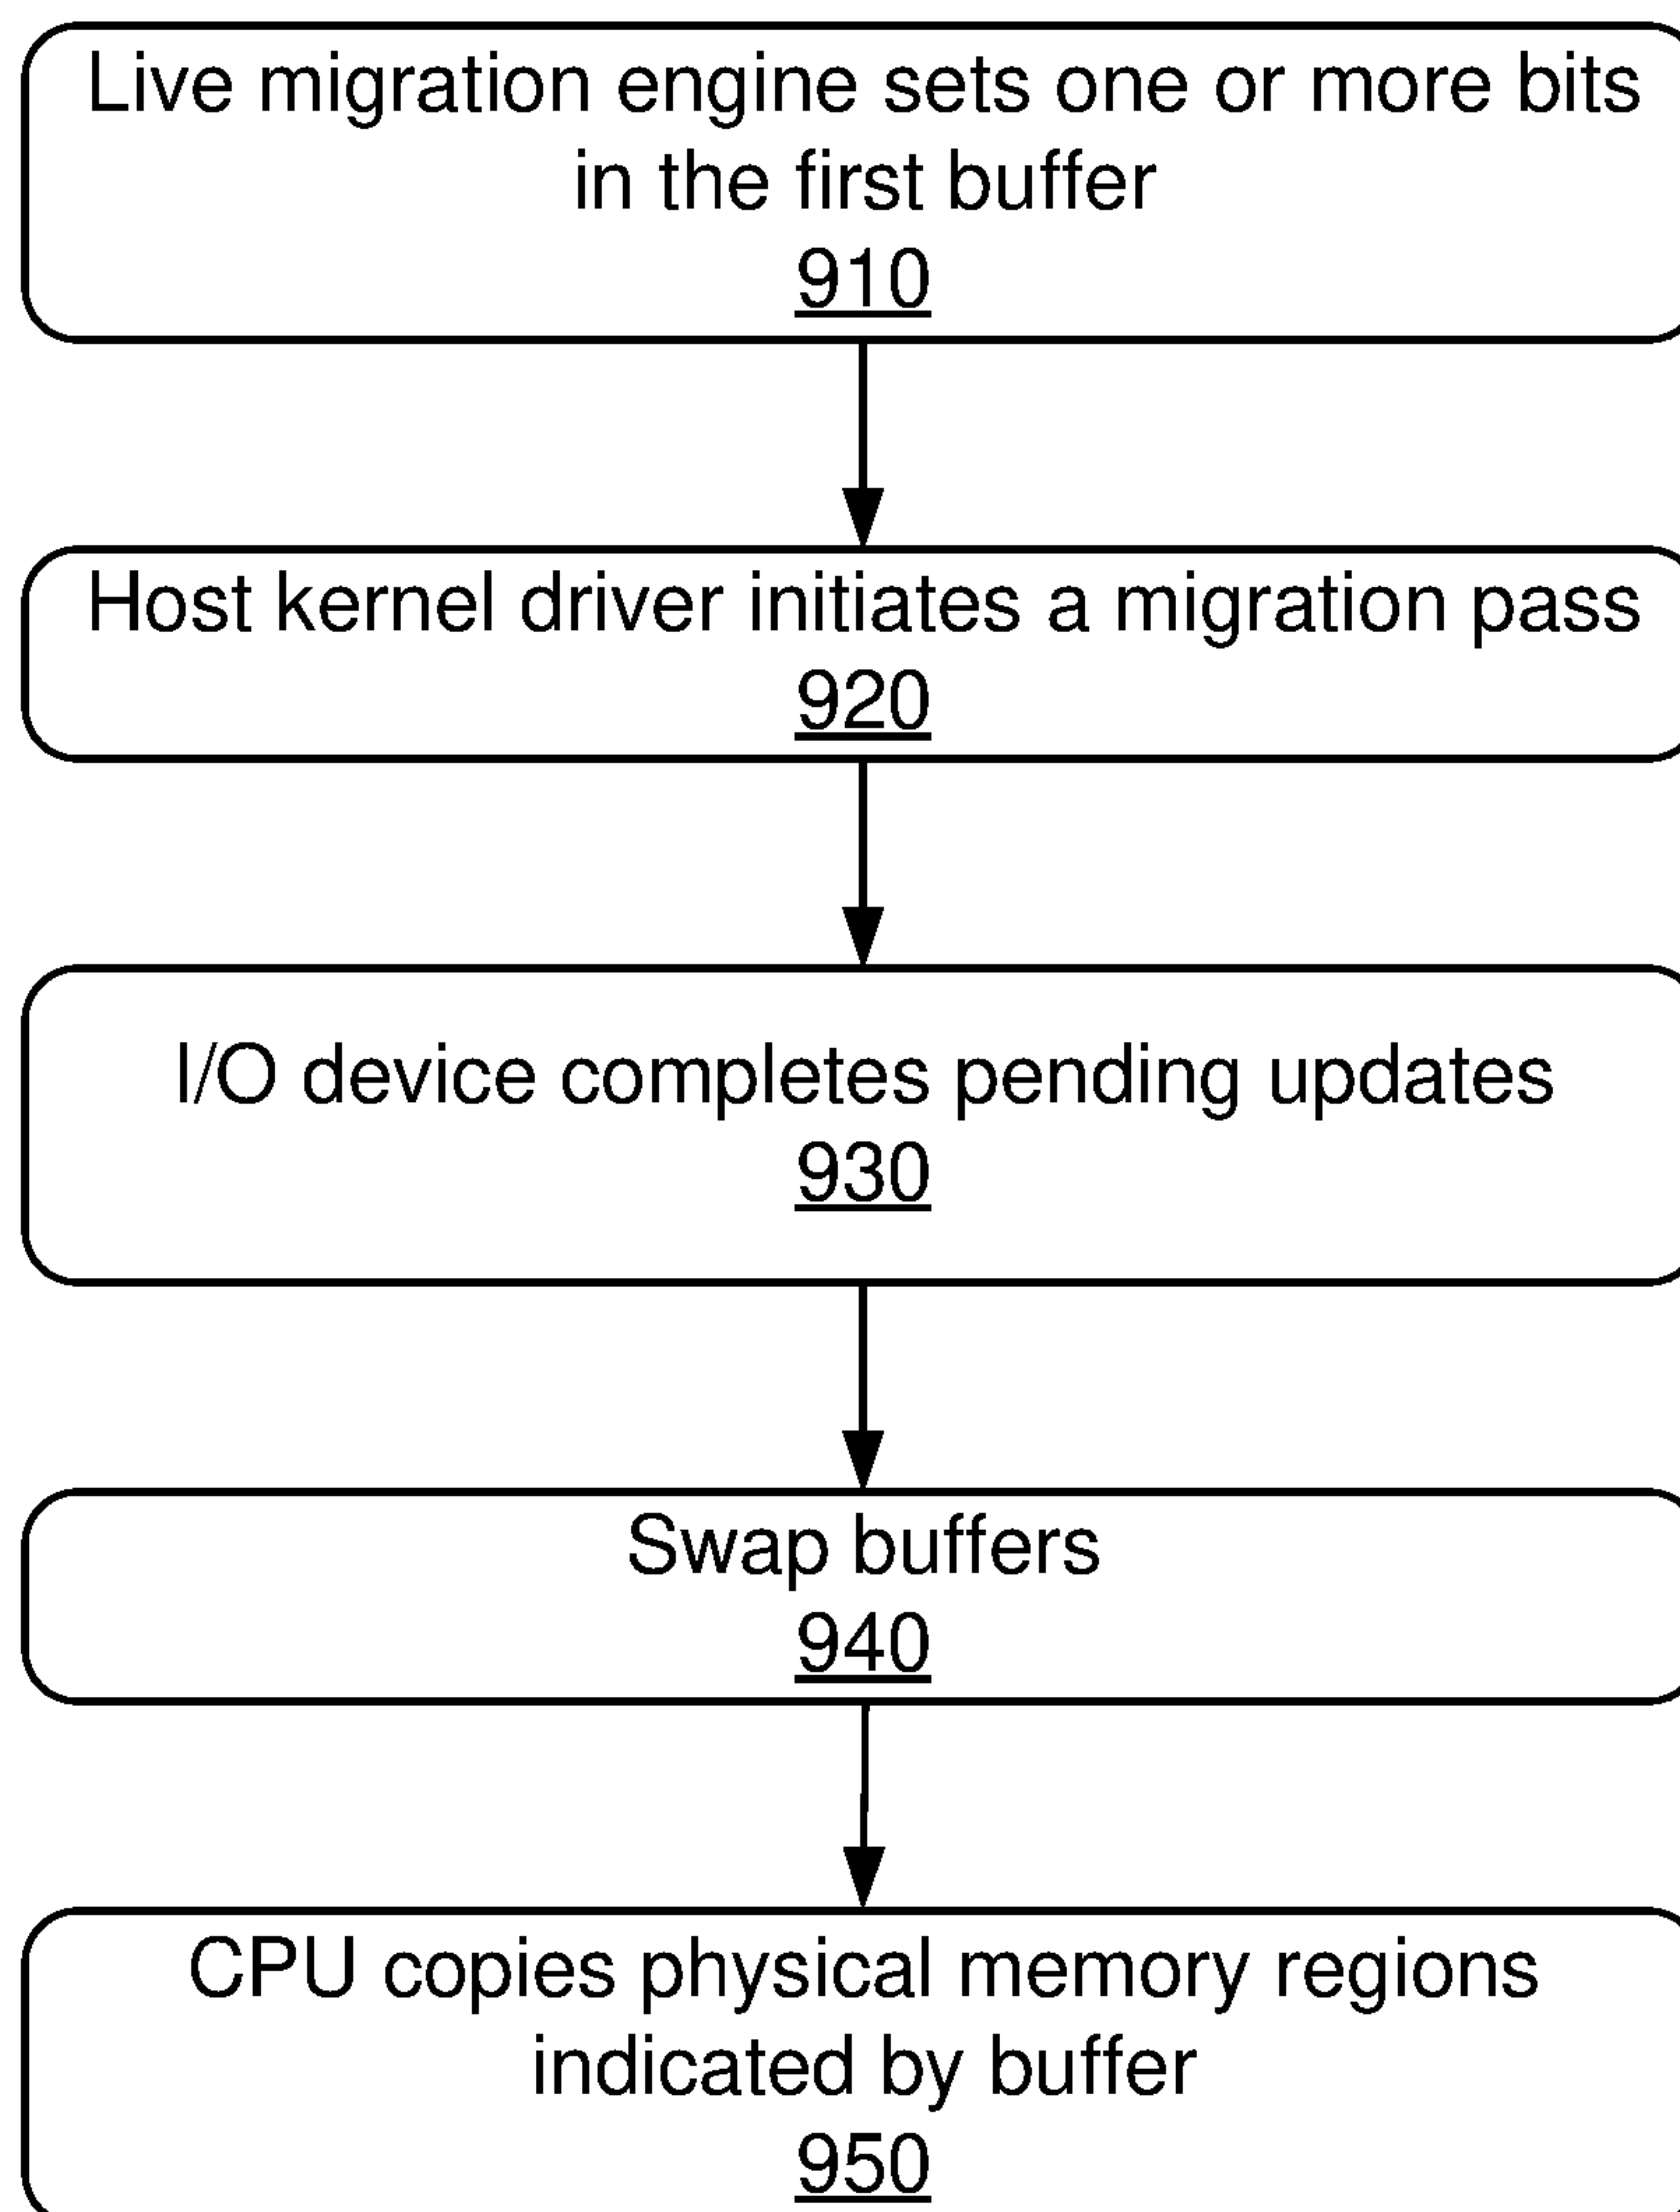 Live migration engine sets one or more bits
in the first buffer
910
Host kernel driver initiates a migration pass
920
I/O device completes pending updates
930
Swap buffers
940
CPU copies physical memory regions
indicated by buffer
950